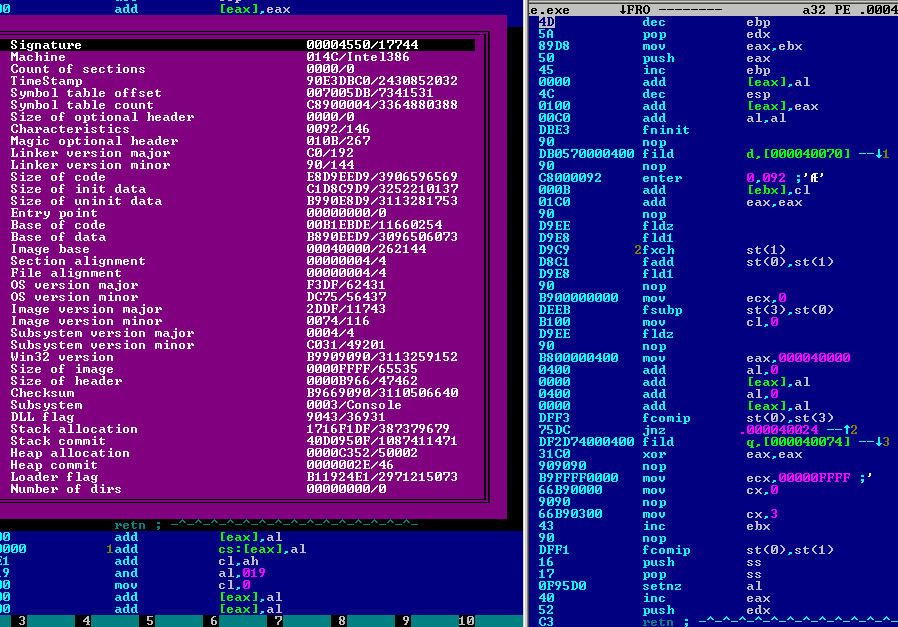 00 add [eax],eax
Signature 00004550/17744
Machine 014C/Intel386
Count of sections 0000/0
TimeStamp 90E3DBC0/2430852032
Symbol table offset 007005DB/7341531
Symbol table count C8900004/3364880388
Size of optional header 0000/0
Characteristics 0092/146
Magic optional header 010B/267
Linker version major C0/192
Linker version minor 90/144
Size of code E8D9EED9/3906596569
Size of init data C1D8C9D9/3252210137
Size of uninit data B990E8D9/3113281753
Entry point 00000000/0
Base of code 00B1EBDE/11660254
Base of data B890EED9/3096506073
Image base 00040000/262144
Section alignment 00000004/4
File alignment 00000004/4
OS version major F3DF/62431
OS version minor DC75/56437
Image version major 2DDF/11743
Image version minor 0074/116
Subsystem version major 0004/4
Subsystem version minor C031/49201
Win32 version B9909090/3113259152
Size of image 0000FFFF/65535
Size of header 0000B966/47462
Checksum B9669090/3110506640
Subsystem 0003/Console
DLL flag 9043/36931
Stack allocation 1716F1DF/387379679
Stack commit 40D0950F/1087411471
Heap allocation 0000C352/50002
Heap commit 0000002E/46
Loader flag B11924E1/2971215073
Number of dirs 00000000/0
retn ; -^-^-^-^-^-^-^-^-^-^-^-^-^-^-^-
00 add [eax],al
0000 1add cs:[eax],al
E1 add cl,ah
19 and al,019
00 mov cl,0
00 add [eax],al
00 add [eax],al
3 4 5 6 7 8 9 10
e.exe ↓FRO -------- a32 PE .0004
4D dec ebp
5A pop edx
89D8 mov eax,ebx
50 push eax
45 inc ebp
0000 add [eax],al
4C dec esp
0100 add [eax],eax
00C0 add al,al
DBE3 fninit
90 nop
DB0570000400 fild d,[000040070] --↓1
90 nop
C8000092 enter 0,092 ;'Æ'
000B add [ebx],cl
01C0 add eax,eax
90 nop
D9EE fldz
D9E8 fld1
D9C9 2fxch st(1)
D8C1 fadd st(0),st(1)
D9E8 fld1
90 nop
B900000000 mov ecx,0
DEEB fsubp st(3),st(0)
B100 mov cl,0
D9EE fldz
90 nop
B800000400 mov eax,000040000
0400 add al,0
0000 add [eax],al
0400 add al,0
0000 add [eax],al
DFF3 fcomip st(0),st(3)
75DC jnz .000040024 --↑2
DF2D74000400 fild q,[000040074] --↓3
31C0 xor eax,eax
909090 nop
B9FFFF0000 mov ecx,00000FFFF ;'
66B90000 mov cx,0
9090 nop
66B90300 mov cx,3
43 inc ebx
90 nop
DFF1 fcomip st(0),st(1)
16 push ss
17 pop ss
0F95D0 setnz al
40 inc eax
52 push edx
C3 retn ; -^-^-^-^-^-^-^-^-^-^-^-